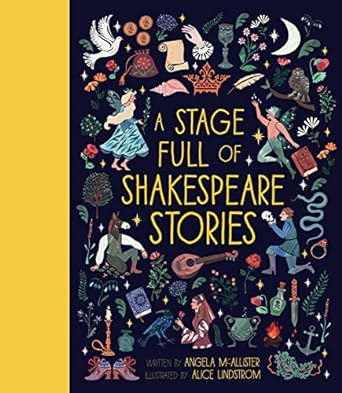 A STAGE
FULL OF
SHAKESPEARE
STORIES
WRITTEN BY ANGELA McALLISTER
ILLUSTRATED BY ALICE LINDSTROM